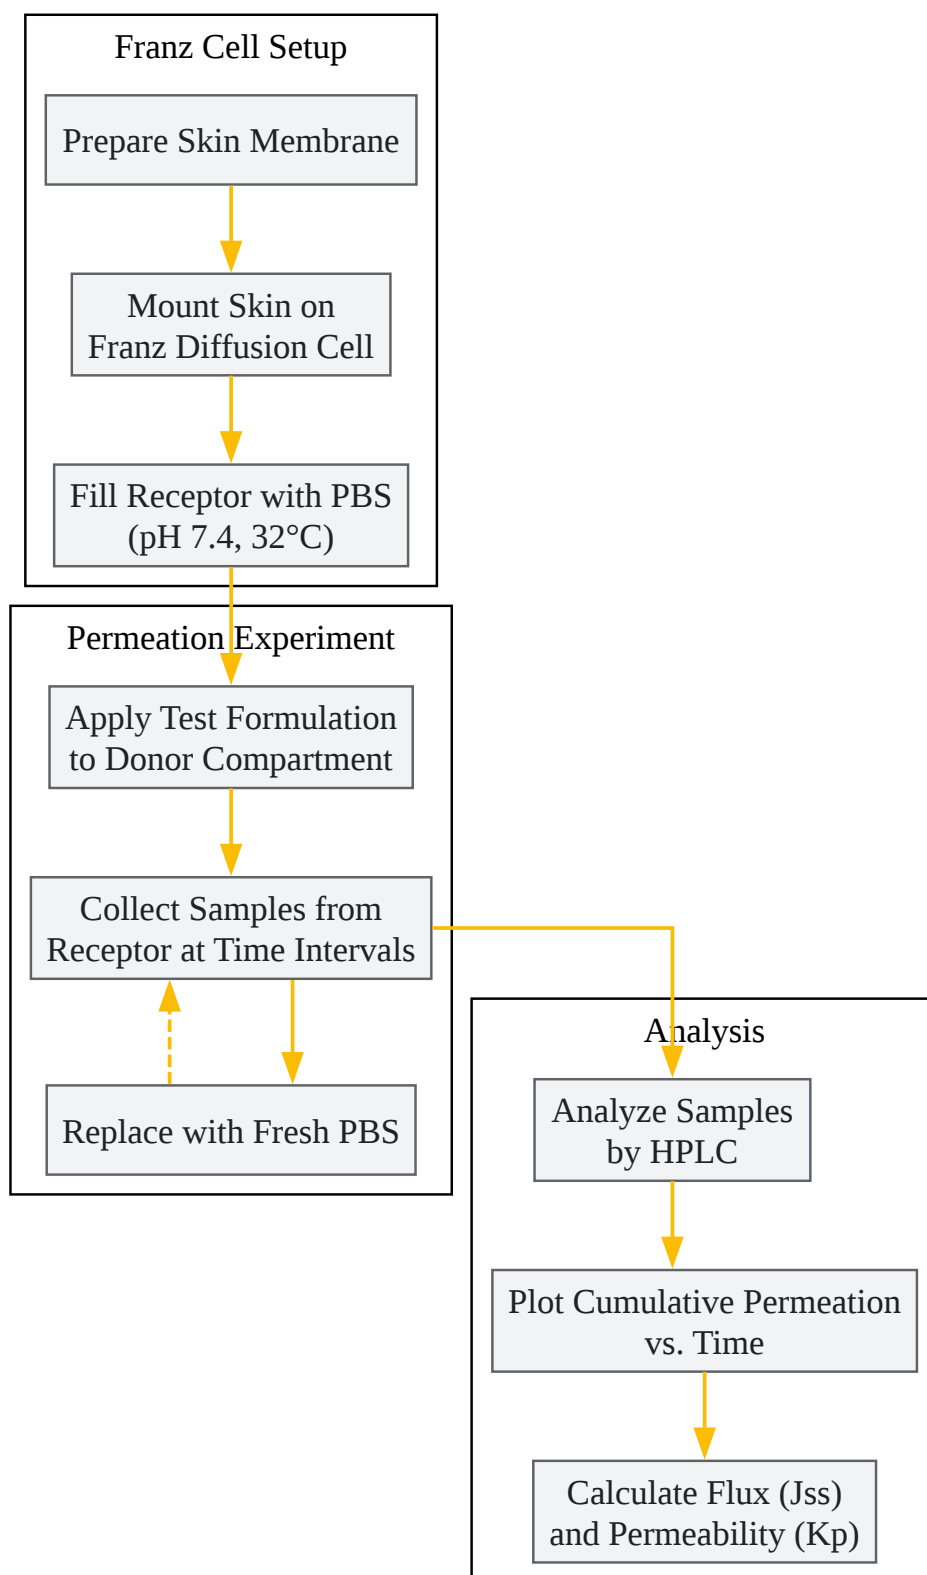 Franz Cell Setup
Prepare Skin Membrane
Mount Skin on
Franz Diffusion Cell
Fill Receptor with PBS
(pH 7.4, 32°C)
Permeation Experiment
Apply Test Formulation
to Donor Compartment
Collect Samples from
Receptor at Time Intervals
Replace with Fresh PBS
Analysis
Analyze Samples
by HPLC
Plot Cumulative Permeation
vs. Time
Calculate Flux (Jss)
and Permeability (Kp)